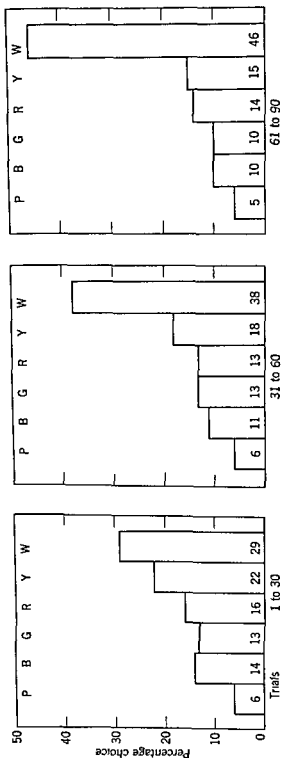 Percentage choice
50
40
30
20
10
0
P B G R Y W
6 14 13 16 22 29
Trials 1 to 30
P B G R Y W
6 11 13 13 18 38
31 to 60
P B G R Y W
5 10 10 14 15 46
61 to 90